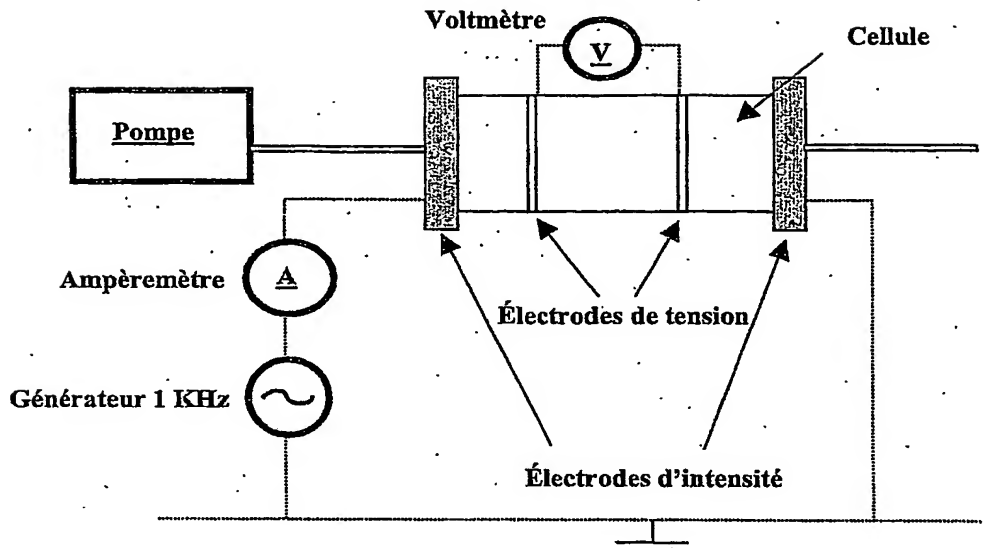 Voltmètre
V
Cellule
Pompe
Ampèremètre
A
Électrodes de tension
Générateur 1 KHz
Électrodes d'intensité